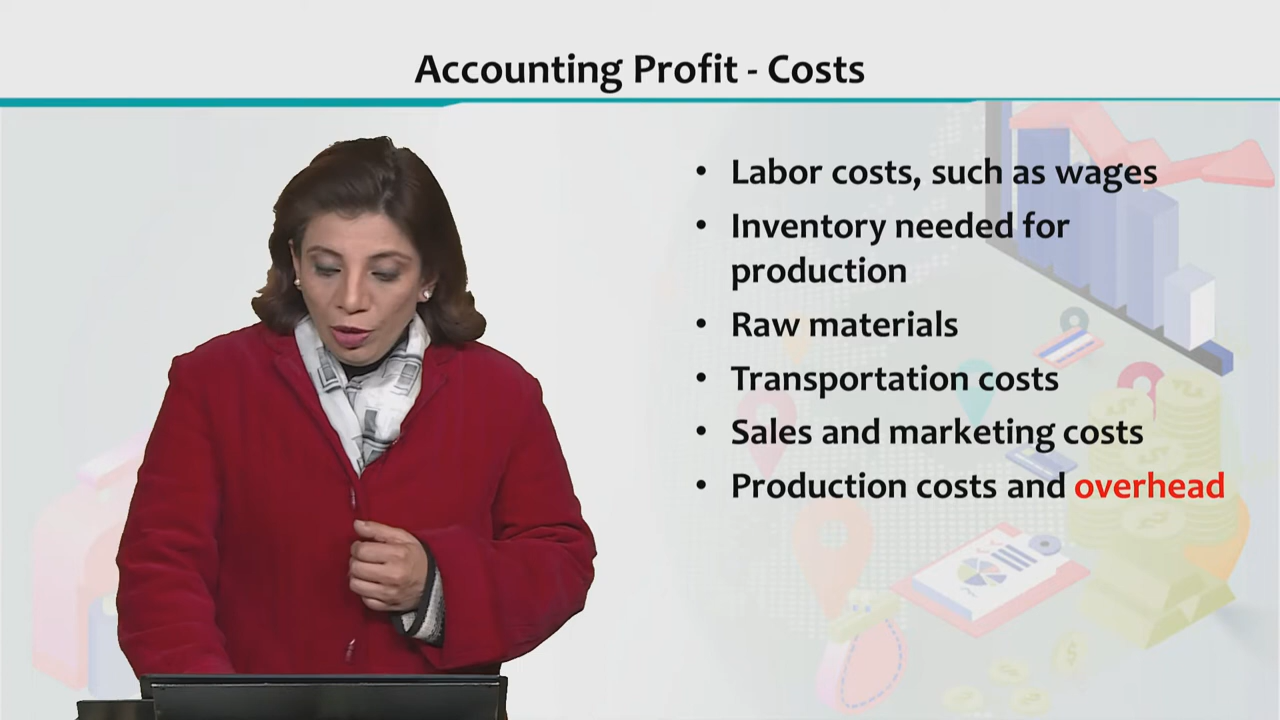 Accounting Profit - Costs
• Labor costs, such as wages
• Inventory needed for
production
• Raw materials
• Transportation costs
• Sales and marketing costs
• Production costs and overhead